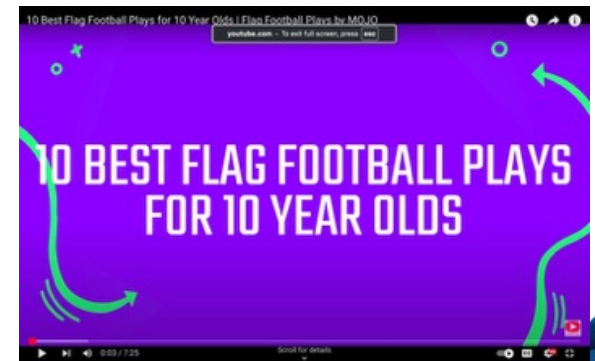 10 Best Flag Football Plays for 10 Year Olds | Flag Football Plays by MOJO
youtube.com - To exit full screen, press esc
10 BEST FLAG FOOTBALL PLAYS
FOR 10 YEAR OLDS
0:03 / 7:25
Scroll for details